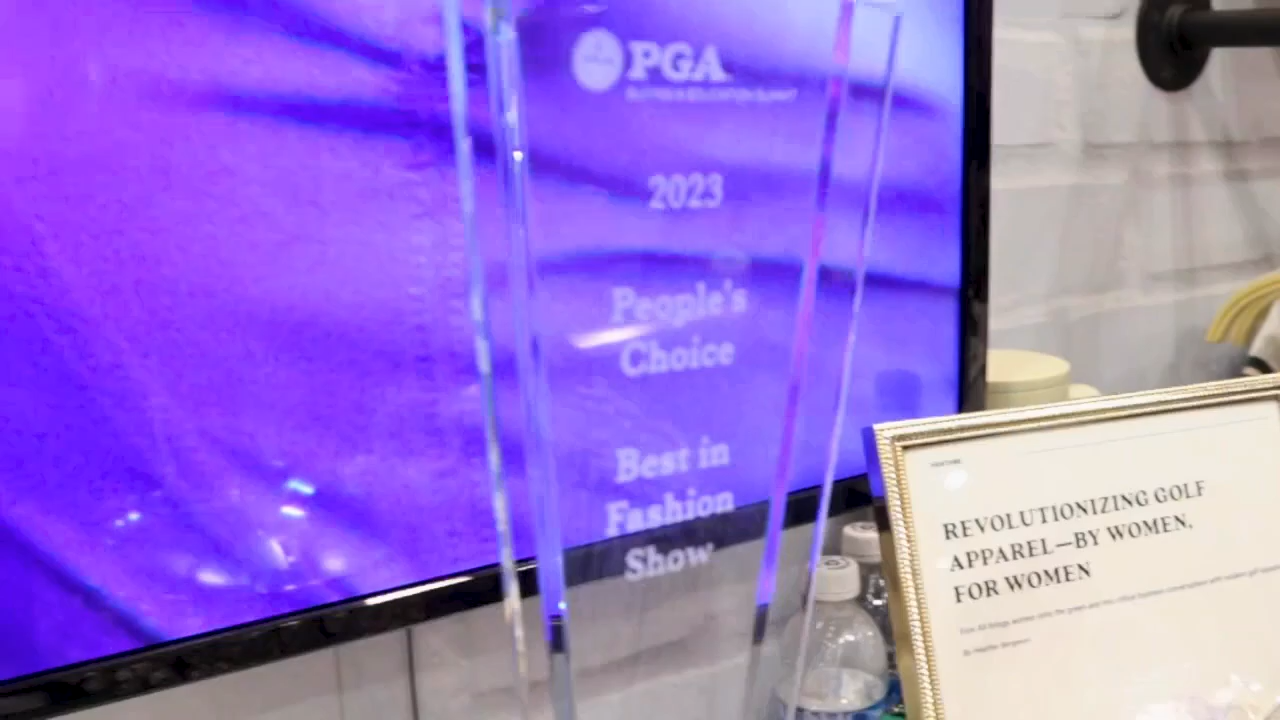 PGA
2023
People's
Choice
Best in
Fashion
Show
REVOLUTIONIZING GOLF
APPAREL—BY WOMEN,
FOR WOMEN